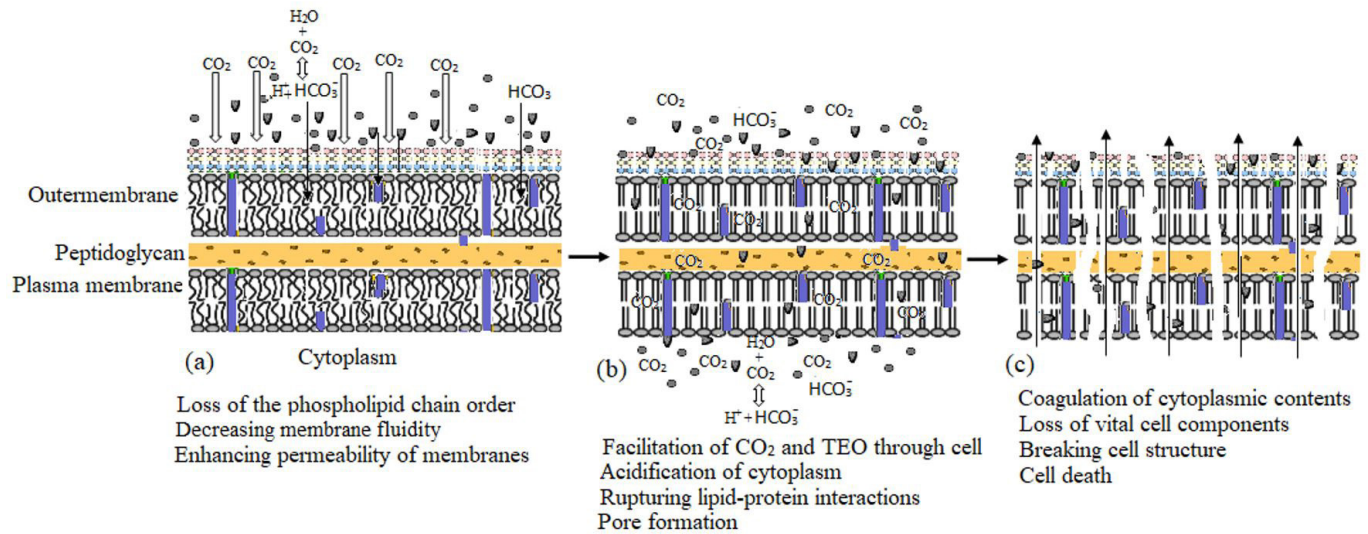 H₂O
+
CO₂
CO₂ CO₂ CO₂ CO₂ CO₂
H⁺+HCO₃⁻
HCO₃
Outermembrane
Peptidoglycan
Plasma membrane
(a)
Cytoplasm
Loss of the phospholipid chain order
Decreasing membrane fluidity
Enhancing permeability of membranes
CO₂
HCO₃⁻
CO₂
CO₂
CO₂
CO₂
CO₂
CO₂
CO₂
CO₂
CO₂
CO₂
CO₂
(b)
H₂O
+
CO₂
CO₂
CO₂
CO₂
HCO₃⁻
H⁺+HCO₃⁻
Facilitation of CO₂ and TEO through cell
Acidification of cytoplasm
Rupturing lipid-protein interactions
Pore formation
(c)
Coagulation of cytoplasmic contents
Loss of vital cell components
Breaking cell structure
Cell death